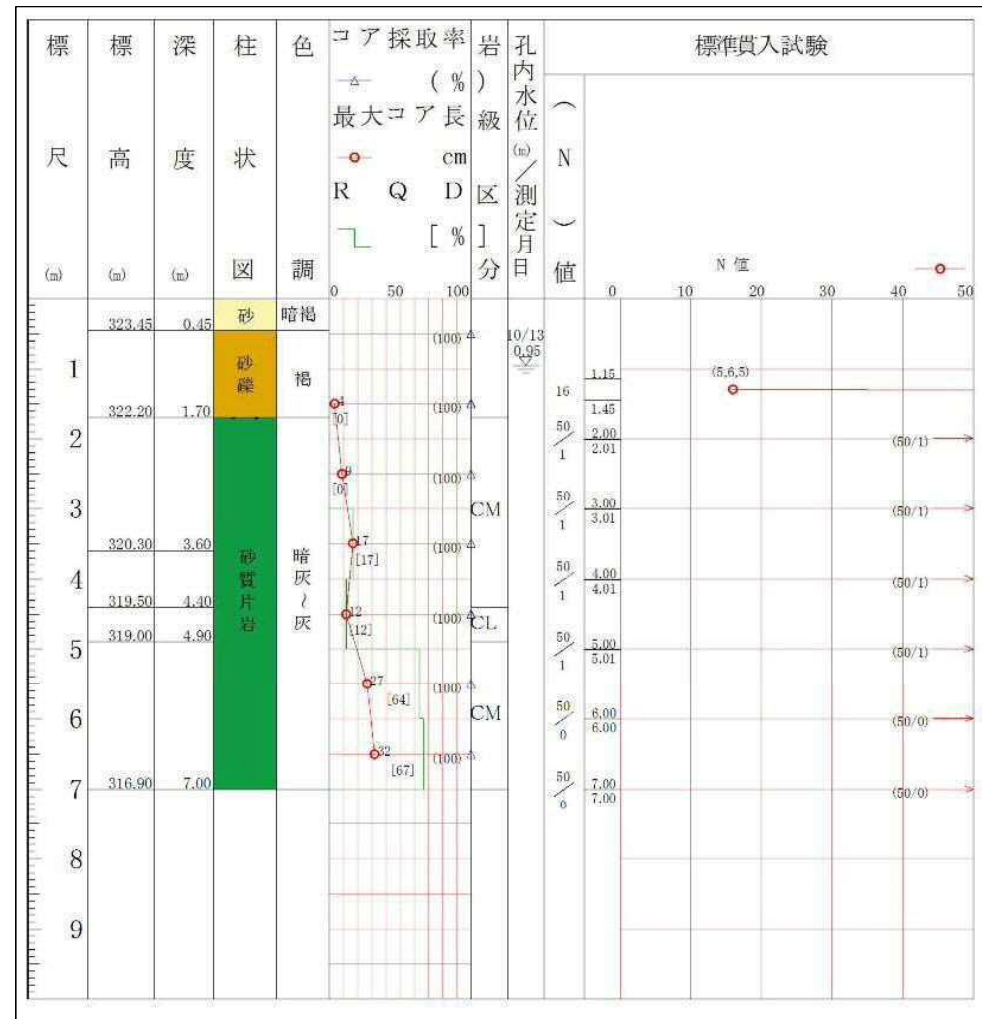 標尺(m)
標高(m)
深度(m)
柱状図
色調
コア採取率(%)
最大コア長cm
RQD[%]
岩級区分
孔内水位(m)/測定月日
標準貫入試験
(N)値
N 値
0 50 100
0 10 20 30 40 50
323.45 0.45 砂 暗褐
(100)
10/13
0.95
1
砂礫
褐
1.15
16
(5,6,5)
1.45
4 (100)
[0]
322.20 1.70
2
50/1
2.00
2.01
(50/1)
9 (100)
[0]
3
CM
50/1
3.00
3.01
(50/1)
320.30 3.60
17 (100)
[17]
砂質片岩
暗灰~灰
4
50/1
4.00
4.01
(50/1)
319.50 4.40
12 (100)
[12]
CL
319.00 4.90
5
50/1
5.00
5.01
(50/1)
27 (100)
[64]
6
CM
50/0
6.00
6.00
(50/0)
32 (100)
[67]
7
316.90 7.00
50/0
7.00
7.00
(50/0)
8
9